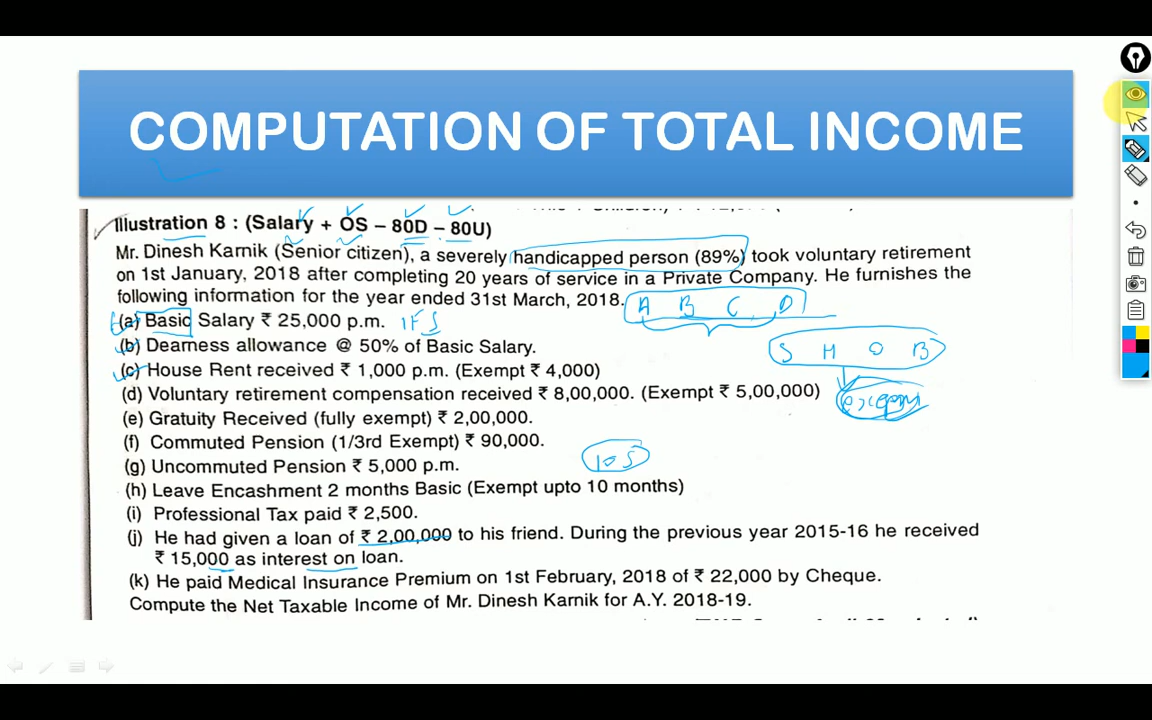 COMPUTATION OF TOTAL INCOME
Illustration 8 : (Salary + OS – 80D – 80U)
Mr. Dinesh Karnik (Senior citizen), a severely handicapped person (89%) took voluntary retirement
on 1st January, 2018 after completing 20 years of service in a Private Company. He furnishes the
following information for the year ended 31st March, 2018. A B C D
(a) Basic Salary ₹ 25,000 p.m. IFS
(b) Dearness allowance @ 50% of Basic Salary.
S H O B
(c) House Rent received ₹ 1,000 p.m. (Exempt ₹ 4,000)
(d) Voluntary retirement compensation received ₹ 8,00,000. (Exempt ₹ 5,00,000)
(e) Gratuity Received (fully exempt) ₹ 2,00,000.
(f) Commuted Pension (1/3rd Exempt) ₹ 90,000.
(g) Uncommuted Pension ₹ 5,000 p.m.
(h) Leave Encashment 2 months Basic (Exempt upto 10 months)
(i) Professional Tax paid ₹ 2,500.
(j) He had given a loan of ₹ 2,00,000 to his friend. During the previous year 2015-16 he received
₹ 15,000 as interest on loan.
(k) He paid Medical Insurance Premium on 1st February, 2018 of ₹ 22,000 by Cheque.
Compute the Net Taxable Income of Mr. Dinesh Karnik for A.Y. 2018-19.